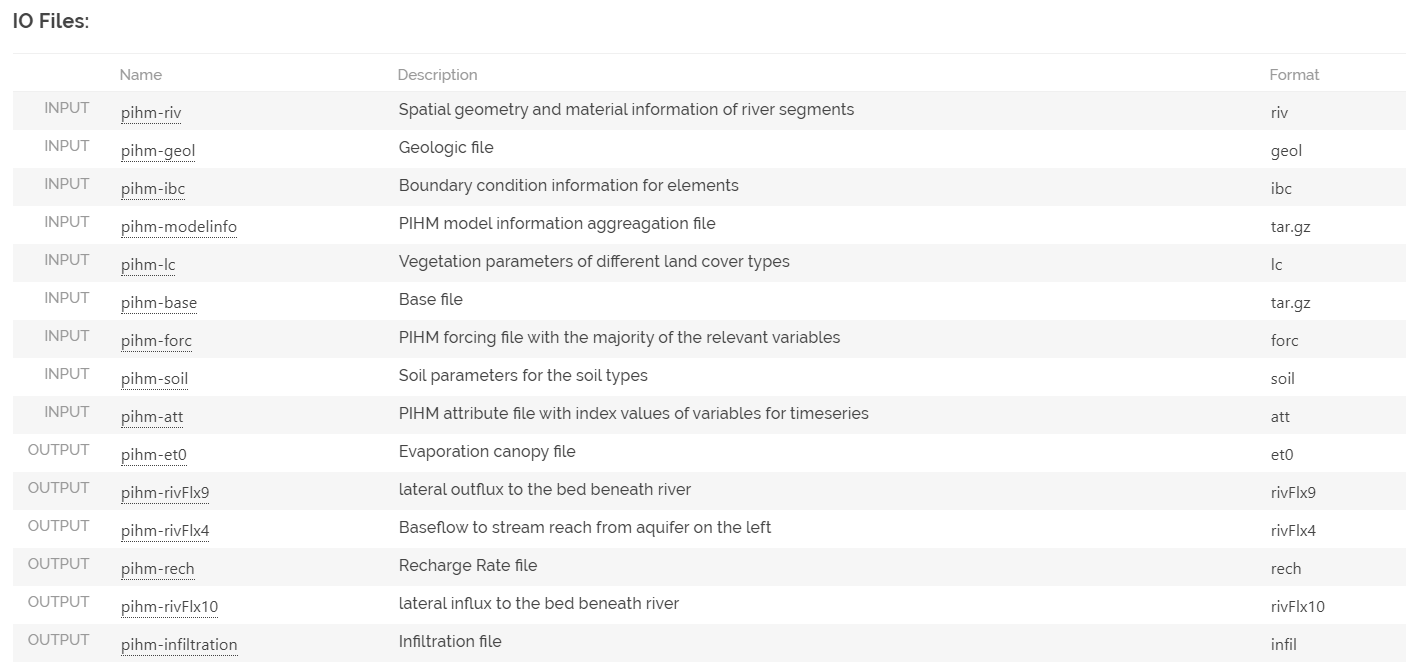 IO Files:
Name Description Format
INPUT pihm-riv Spatial geometry and material information of river segments riv
INPUT pihm-geol Geologic file geol
INPUT pihm-ibc Boundary condition information for elements ibc
INPUT pihm-modelinfo PIHM model information aggreagation file tar.gz
INPUT pihm-lc Vegetation parameters of different land cover types lc
INPUT pihm-base Base file tar.gz
INPUT pihm-forc PIHM forcing file with the majority of the relevant variables forc
INPUT pihm-soil Soil parameters for the soil types soil
INPUT pihm-att PIHM attribute file with index values of variables for timeseries att
OUTPUT pihm-et0 Evaporation canopy file et0
OUTPUT pihm-rivFlx9 lateral outflux to the bed beneath river rivFlx9
OUTPUT pihm-rivFlx4 Baseflow to stream reach from aquifer on the left rivFlx4
OUTPUT pihm-rech Recharge Rate file rech
OUTPUT pihm-rivFlx10 lateral influx to the bed beneath river rivFlx10
OUTPUT pihm-infiltration Infiltration file infil